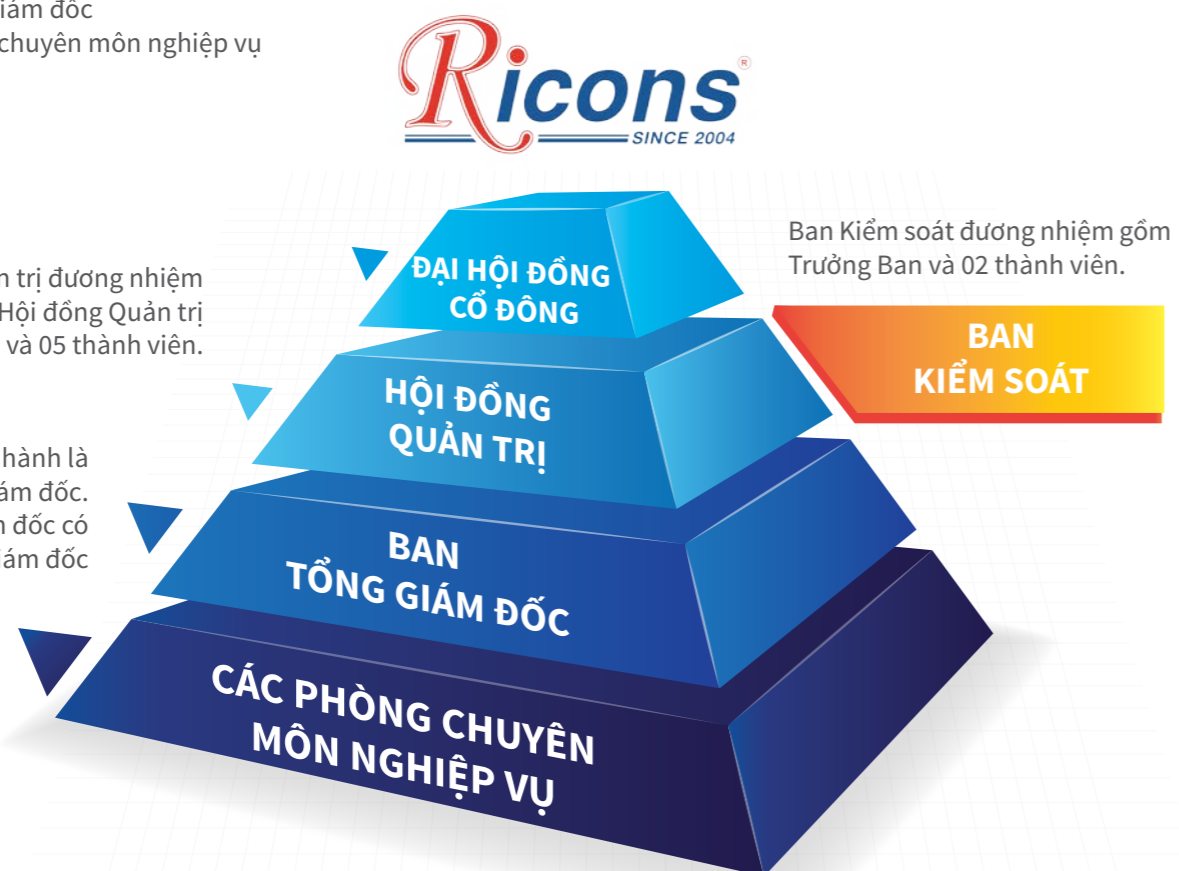 iám đốc
chuyên môn nghiệp vụ
Ricons®
SINCE 2004
Ban Kiểm soát đương nhiệm gồm
Trưởng Ban và 02 thành viên.
n trị đương nhiệm
Hội đồng Quản trị
và 05 thành viên.
hành là
ám đốc.
đốc có
iám đốc
ĐẠI HỘI ĐỒNG
CỔ ĐÔNG
BAN
KIỂM SOÁT
HỘI ĐỒNG
QUẢN TRỊ
BAN
TỔNG GIÁM ĐỐC
CÁC PHÒNG CHUYÊN
MÔN NGHIỆP VỤ